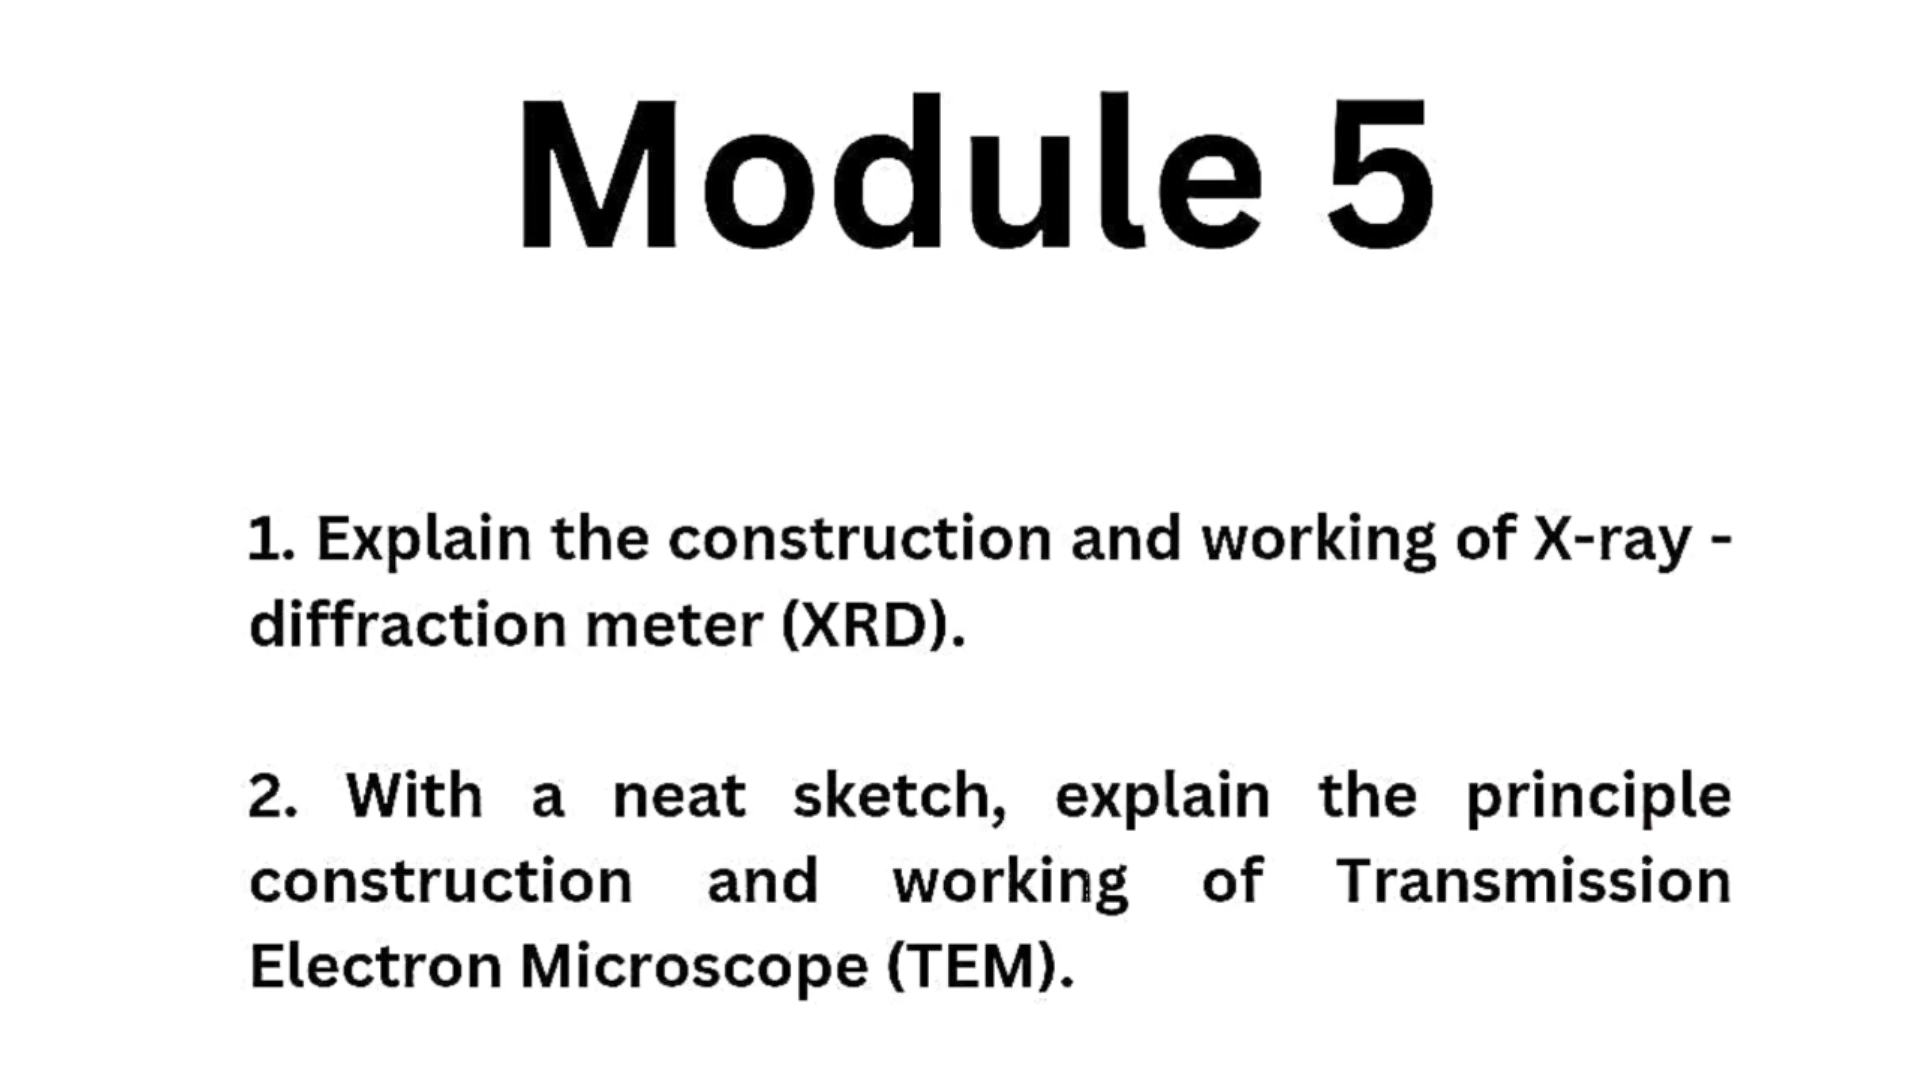 Module 5
1. Explain the construction and working of X-ray -
diffraction meter (XRD).
2. With a neat sketch, explain the principle
construction and working of Transmission
Electron Microscope (TEM).